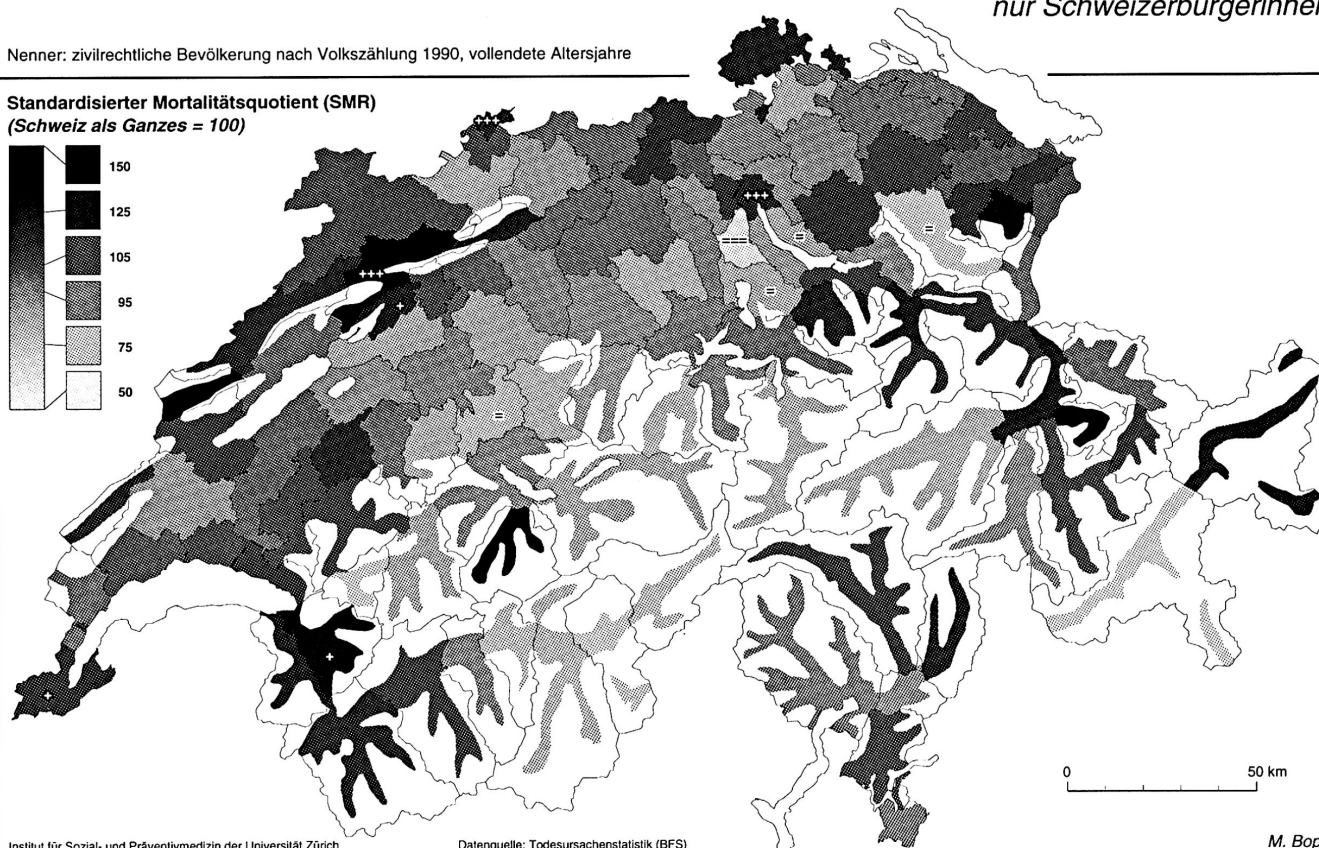 nur Schweizerbürgerinnen
Nenner: zivilrechtliche Bevölkerung nach Volkszählung 1990, vollendete Altersjahre
Standardisierter Mortalitätsquotient (SMR)
(Schweiz als Ganzes = 100)
150
125
105
95
75
50
+++
+++
===
=
=
=
+++
+
=
+
+
0 50 km
Institut für Sozial- und Präventivmedizin der Universität Zürich
Datenquelle: Todesursachenstatistik (BFS)
M. Bop